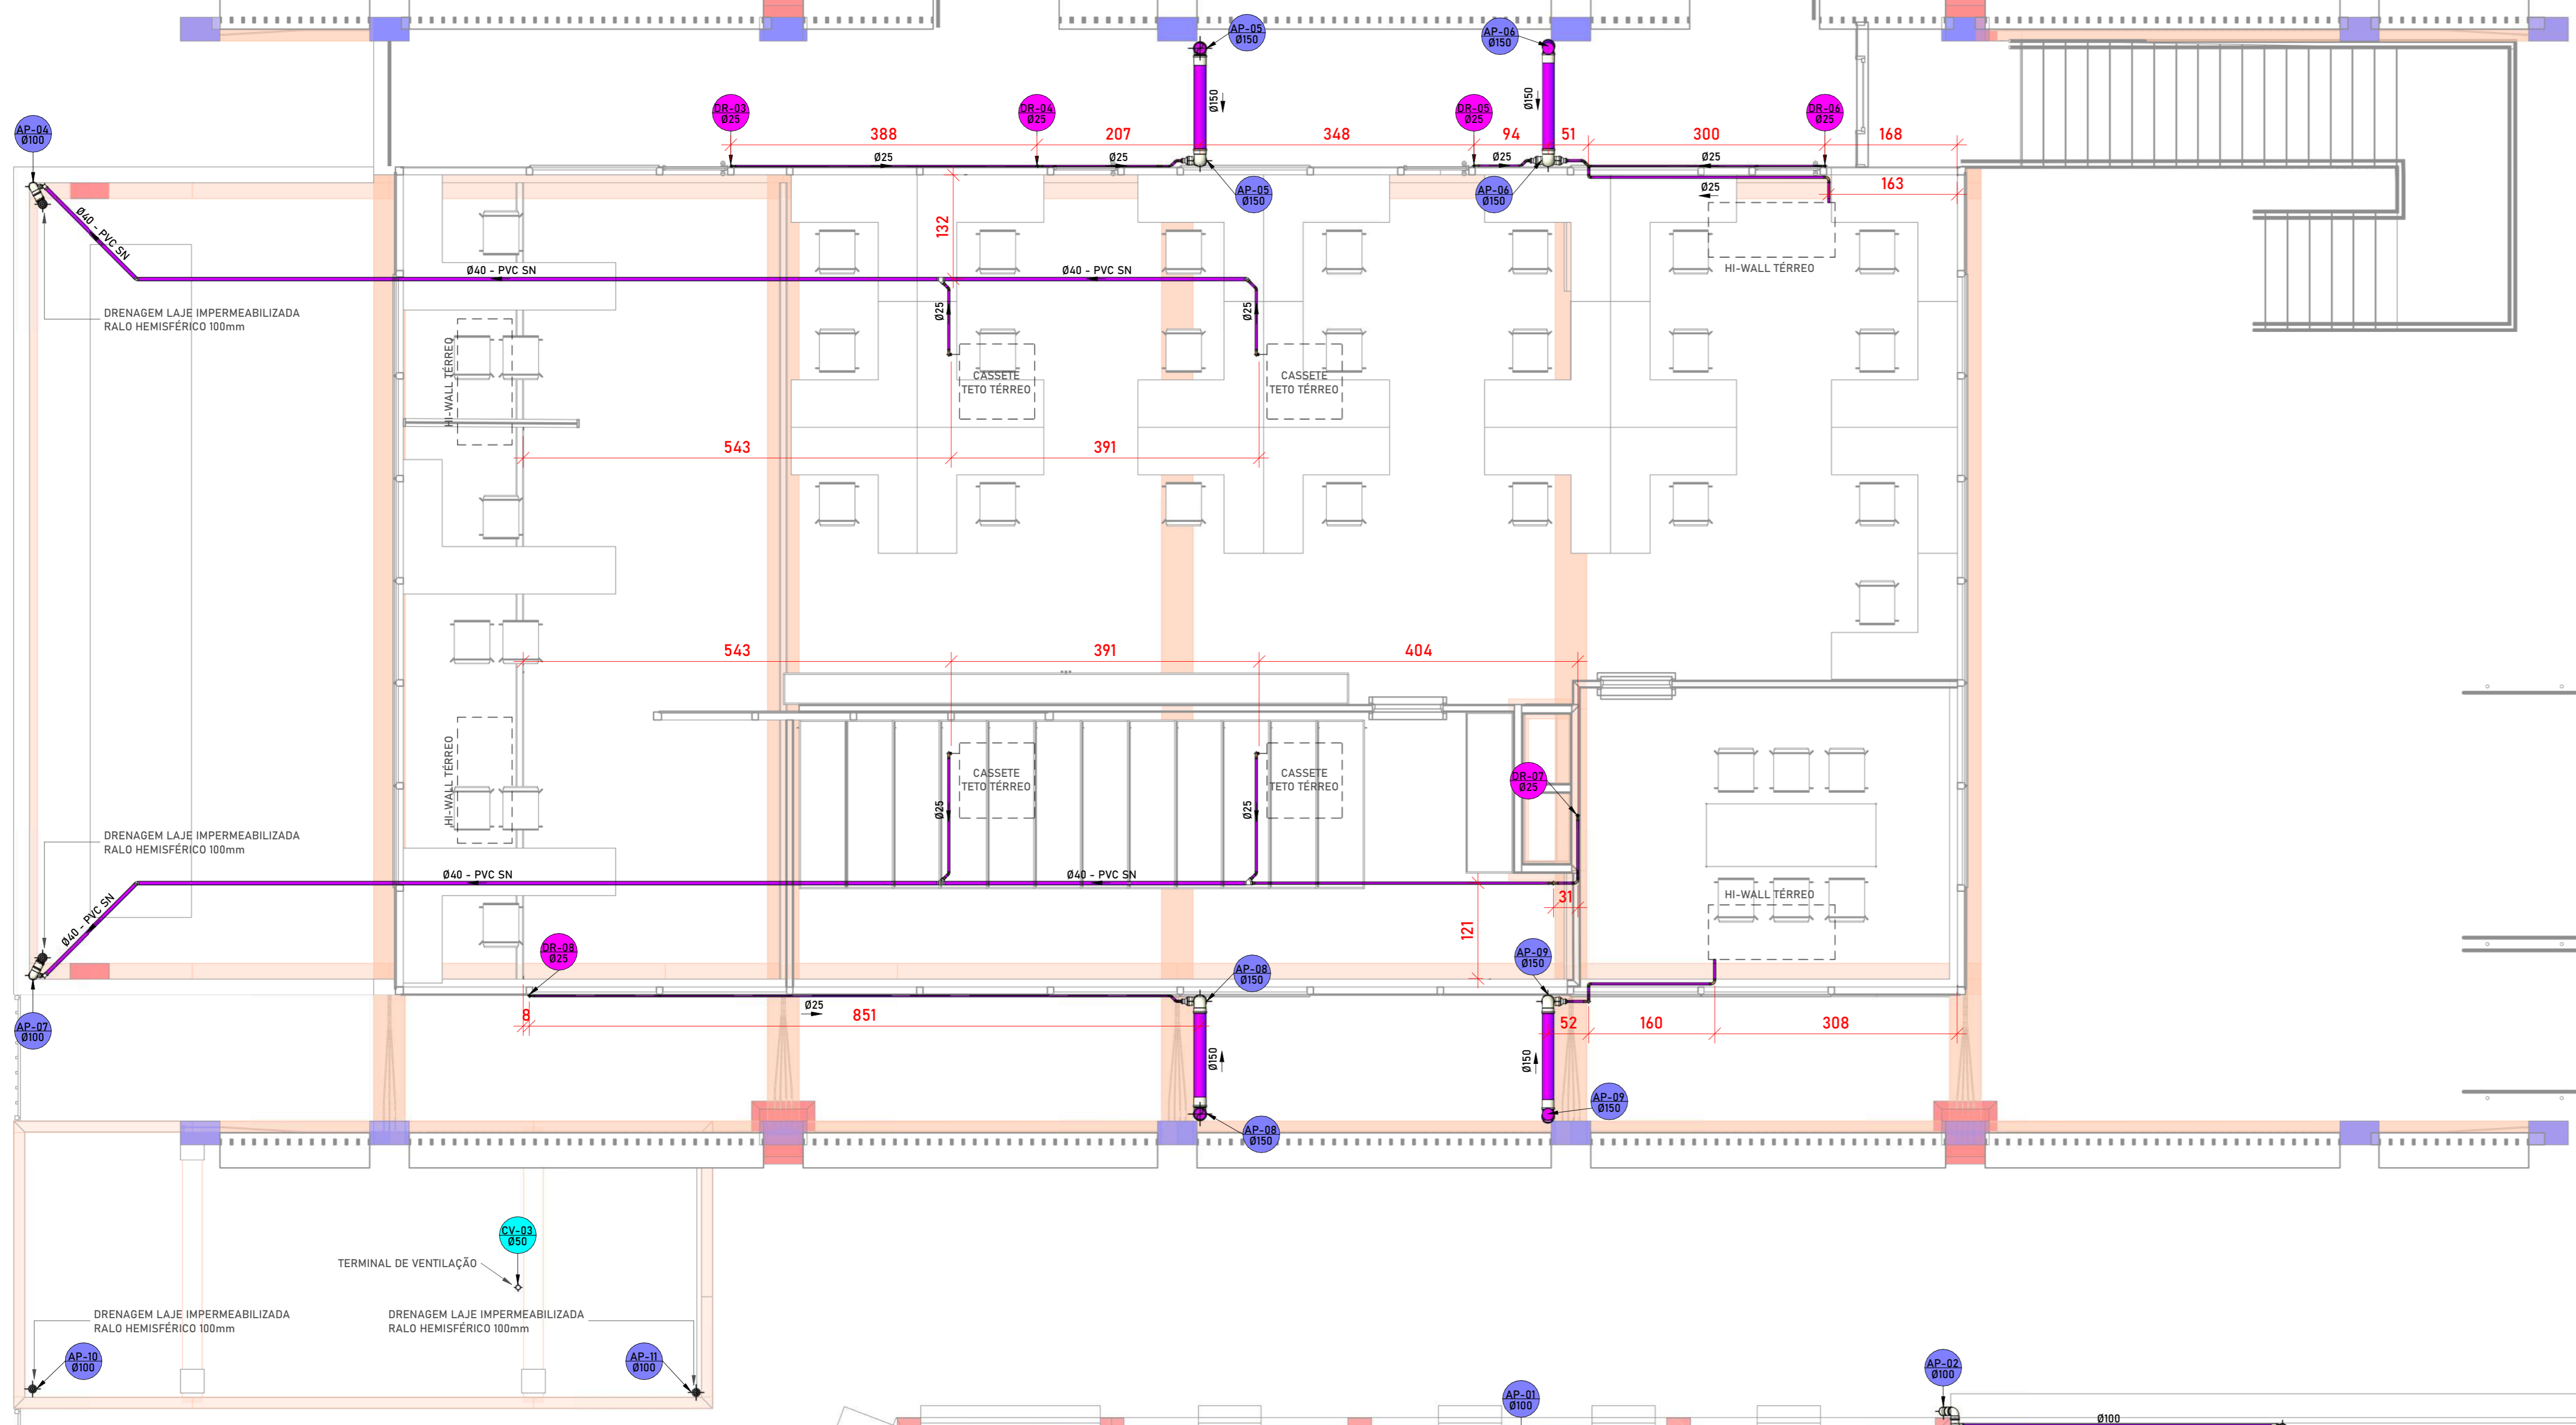 AP-05
Ø150
AP-06
Ø150
DR-03
Ø25
DR-04
Ø25
DR-05
Ø25
DR-06
Ø25
AP-04
Ø100
Ø150
Ø150
388
207
348
94
51
300
168
Ø25
Ø25
Ø25
Ø25
AP-05
Ø150
AP-06
Ø150
Ø25
163
Ø40 - PVC SN
132
Ø40 - PVC SN
Ø40 - PVC SN
HI-WALL TÉRREO
DRENAGEM LAJE IMPERMEABILIZADA
RALO HEMISFÉRICO 100mm
Ø25
Ø25
HI-WALL TÉRREO
CASSETE
TETO TÉRREO
CASSETE
TETO TÉRREO
543
391
543
391
404
HI-WALL TÉRREO
CASSETE
TETO TÉRREO
CASSETE
TETO TÉRREO
DR-07
Ø25
Ø25
Ø25
DRENAGEM LAJE IMPERMEABILIZADA
RALO HEMISFÉRICO 100mm
Ø40 - PVC SN
Ø40 - PVC SN
Ø40 - PVC SN
31
HI-WALL TÉRREO
121
DR-08
Ø25
AP-08
Ø150
AP-09
Ø150
AP-07
Ø100
8
Ø25
851
52
160
308
Ø150
Ø150
AP-09
Ø150
AP-08
Ø150
CV-03
Ø50
TERMINAL DE VENTILAÇÃO
DRENAGEM LAJE IMPERMEABILIZADA
RALO HEMISFÉRICO 100mm
DRENAGEM LAJE IMPERMEABILIZADA
RALO HEMISFÉRICO 100mm
AP-10
Ø100
AP-11
Ø100
AP-02
Ø100
AP-01
Ø100
Ø100